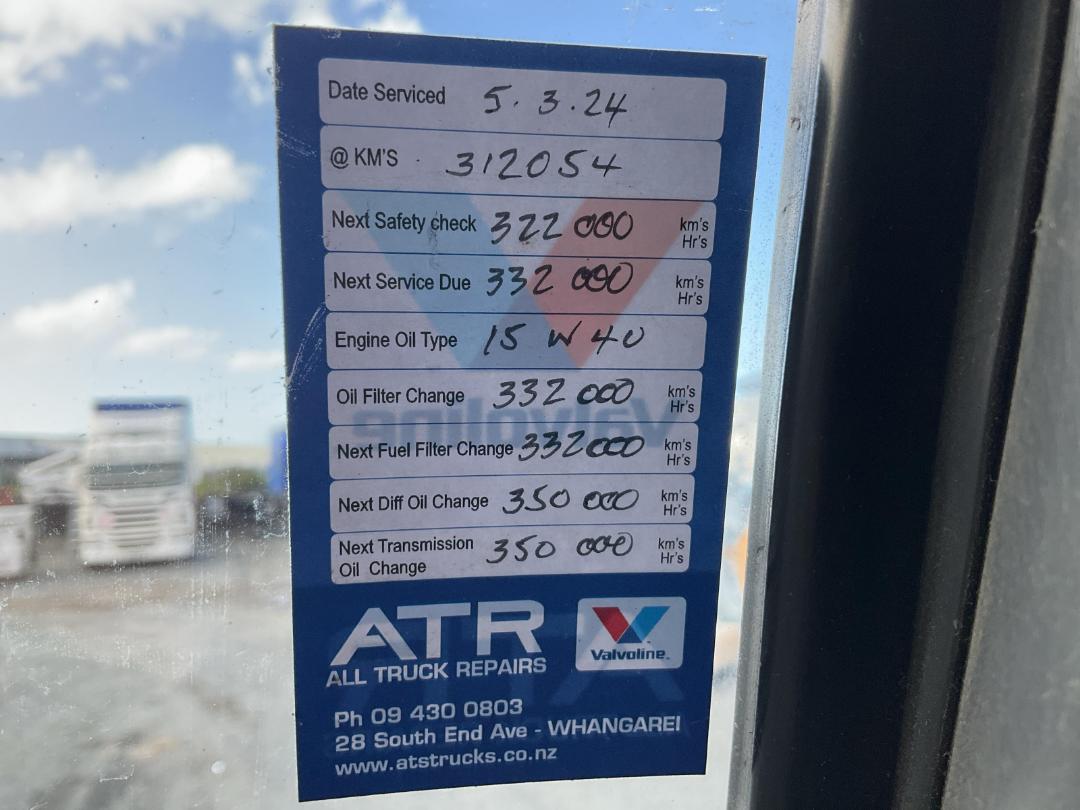 Date Serviced 5.3.24
@ KM'S 312054
Next Safety check 322 000 km's
Hr's
Next Service Due 332 000 km's
Hr's
Engine Oil Type 15 W 40
Oil Filter Change 332 000 km's
Hr's
Next Fuel Filter Change 332000 km's
Hr's
Next Diff Oil Change 350 000 km's
Hr's
Next Transmission 350 000 km's
Oil Change Hr's
ATR
ALL TRUCK REPAIRS
Valvoline
Ph 09 430 0803
28 South End Ave - WHANGAREI
www.atstrucks.co.nz